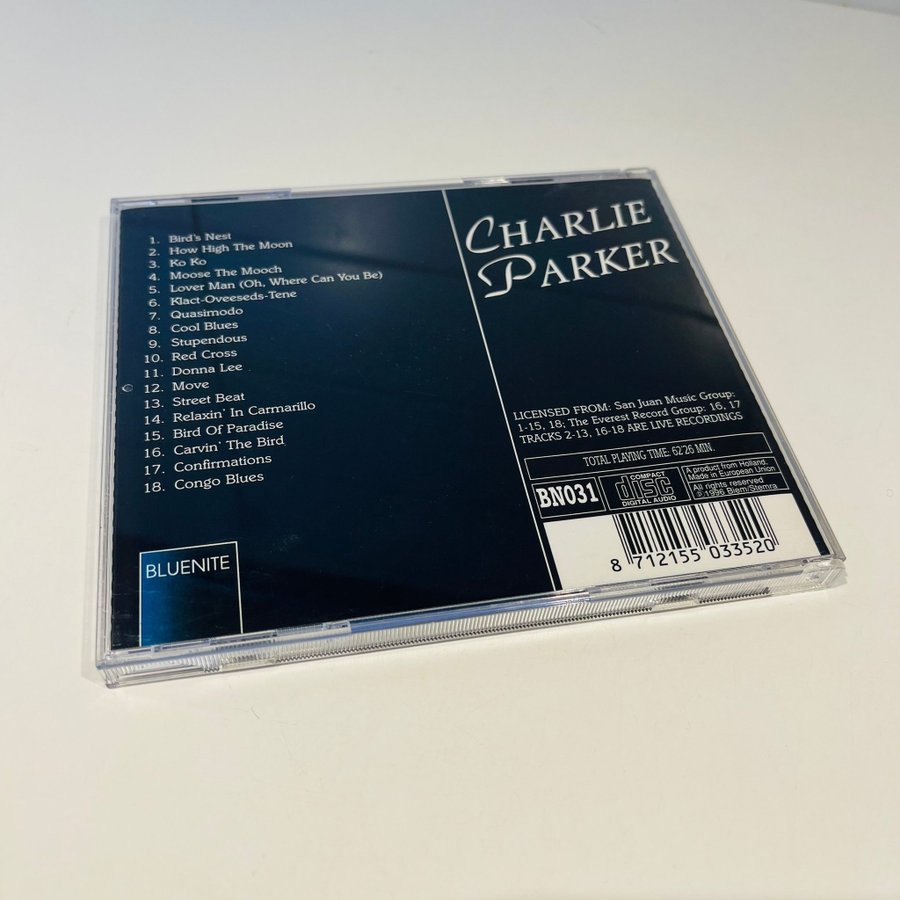 1. Bird's Nest
2. How High The Moon
3. Ko Ko
4. Moose The Mooch
5. Lover Man (Oh, Where Can You Be)
6. Klact-Oveeseds-Tene
7. Quasimodo
8. Cool Blues
9. Stupendous
10. Red Cross
11. Donna Lee
12. Move
13. Street Beat
14. Relaxin' In Carmarillo
15. Bird Of Paradise
16. Carvin' The Bird
17. Confirmations
18. Congo Blues
BLUENITE
CHARLIE
PARKER
LICENSED FROM: San Juan Music Group:
1-15, 18; The Everest Record Group: 16, 17
TRACKS 2-13, 16-18 ARE LIVE RECORDINGS
TOTAL PLAYING TIME: 62'26 MIN.
BN031
COMPACT
disc
DIGITAL AUDIO
A product from Holland.
Made in European Union
All rights reserved
℗ 1996 Biem/Stemra
8 712155 033520